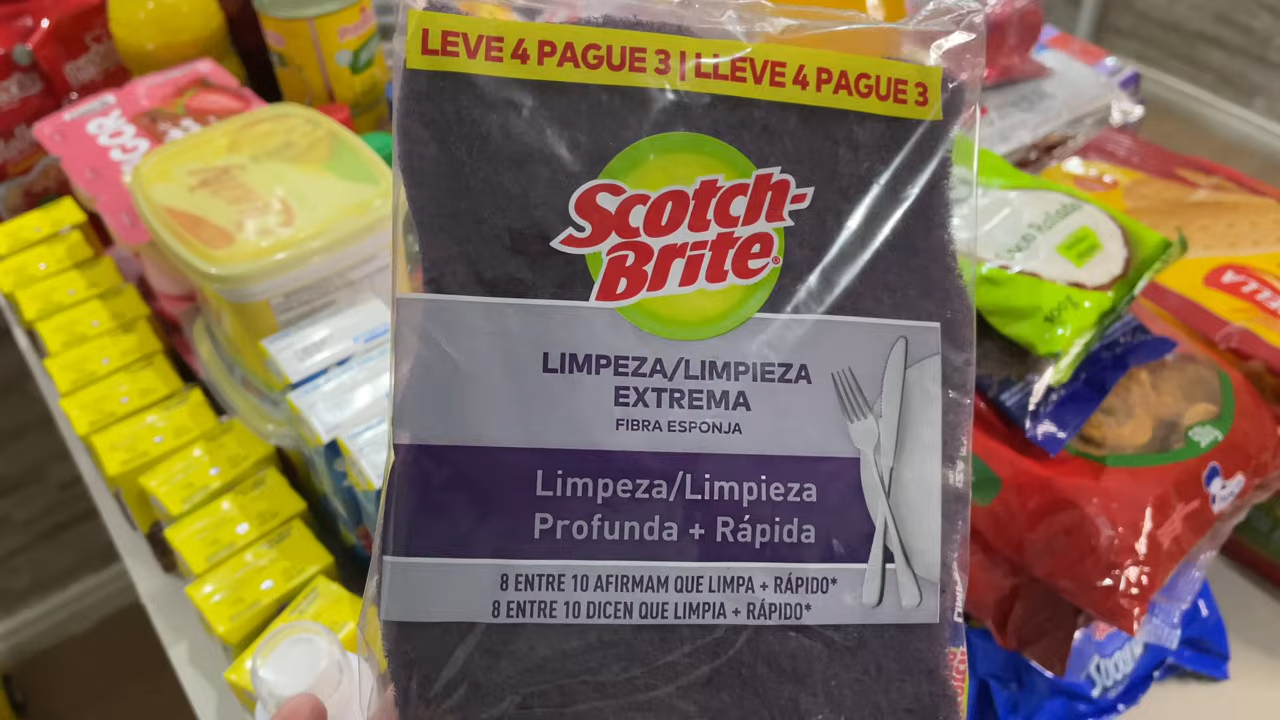 LEVE 4 PAGUE 3 | LLEVE 4 PAGUE 3
SCOTCH-
BRITE®
LIMPEZA/LIMPIEZA
EXTREMA
FIBRA ESPONJA
Limpeza/Limpieza
Profunda + Rápida
8 ENTRE 10 AFIRMAM QUE LIMPA + RÁPIDO*
8 ENTRE 10 DICEN QUE LIMPIA + RÁPIDO*